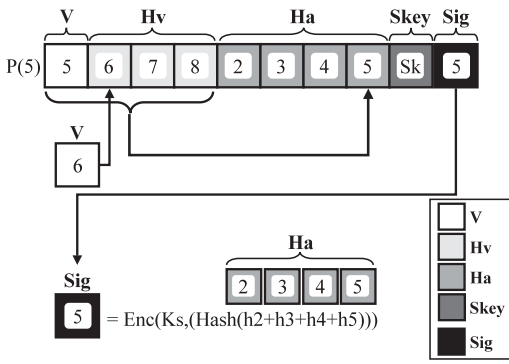 V Hv Ha Skey Sig
P(5) 5 6 7 8 2 3 4 5 Sk 5
V
6
Ha
2 3 4 5
Sig
5 = Enc(Ks,(Hash(h2+h3+h4+h5)))
V
Hv
Ha
Skey
Sig